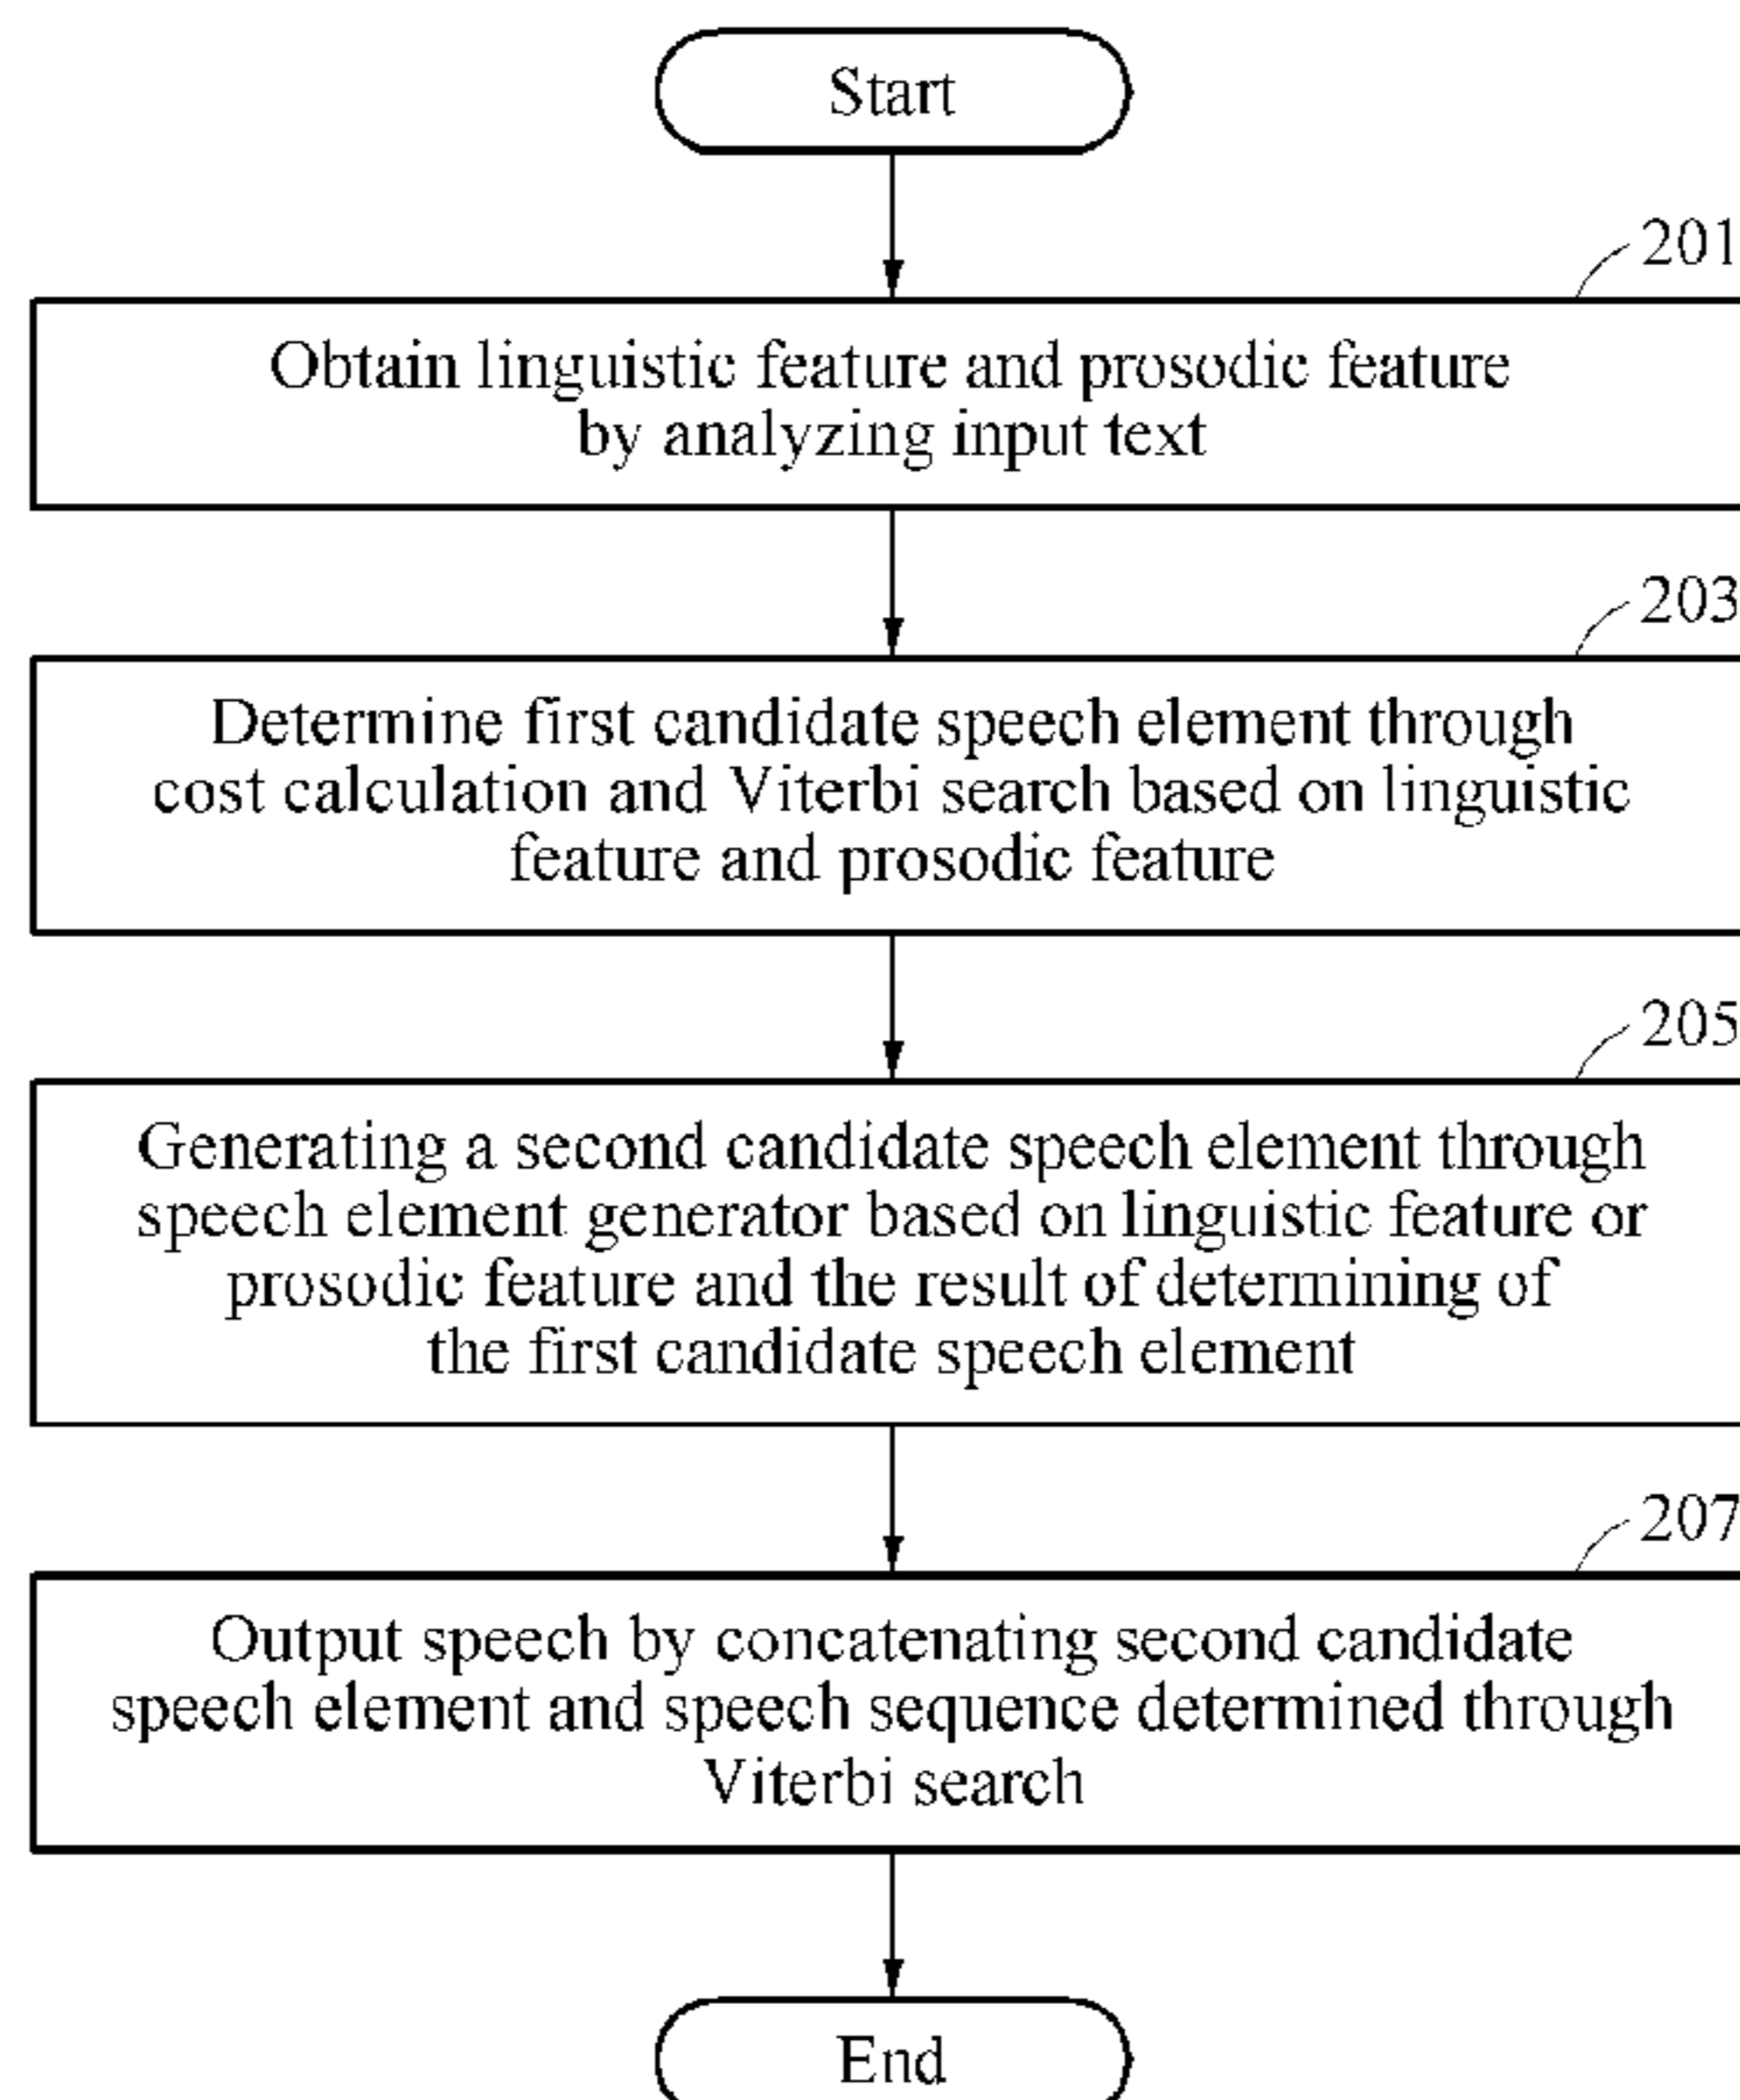 Start
201
Obtain linguistic feature and prosodic feature
by analyzing input text
203
Determine first candidate speech element through
cost calculation and Viterbi search based on linguistic
feature and prosodic feature
205
Generating a second candidate speech element through
speech element generator based on linguistic feature or
prosodic feature and the result of determining of
the first candidate speech element
207
Output speech by concatenating second candidate
speech element and speech sequence determined through
Viterbi search
End